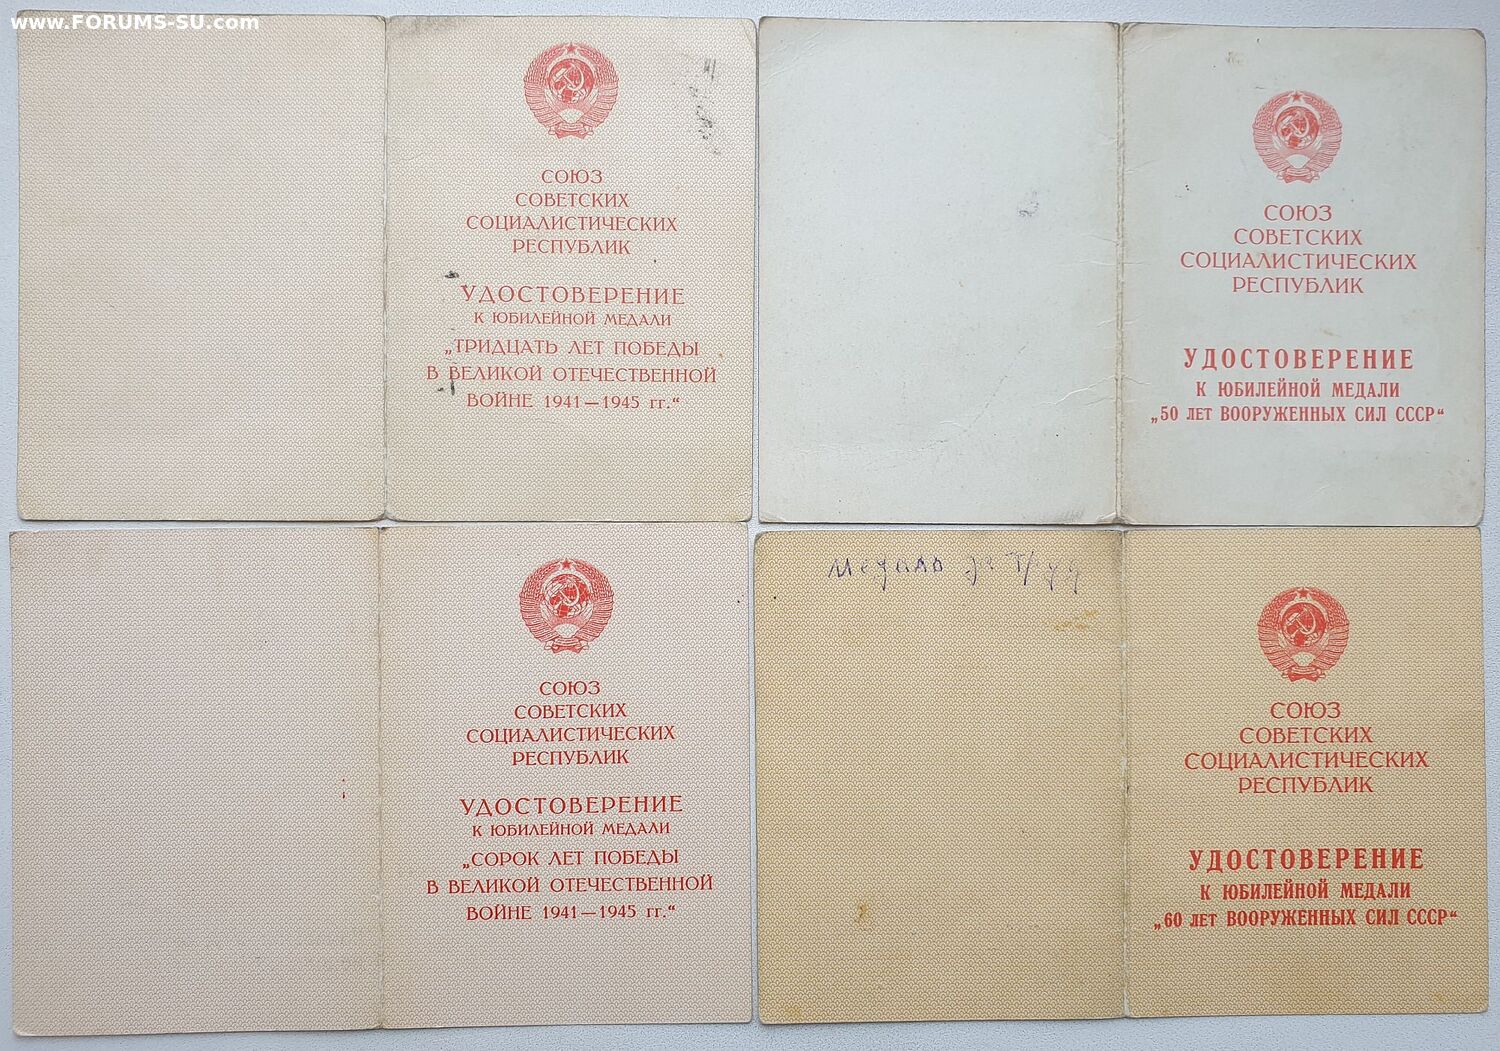 www.FORUMS-SU.com
СОЮЗ
СОВЕТСКИХ
СОЦИАЛИСТИЧЕСКИХ
РЕСПУБЛИК
УДОСТОВЕРЕНИЕ
К ЮБИЛЕЙНОЙ МЕДАЛИ
„ТРИДЦАТЬ ЛЕТ ПОБЕДЫ
В ВЕЛИКОЙ ОТЕЧЕСТВЕННОЙ
ВОЙНЕ 1941—1945 гг.“
СОЮЗ
СОВЕТСКИХ
СОЦИАЛИСТИЧЕСКИХ
РЕСПУБЛИК
УДОСТОВЕРЕНИЕ
К ЮБИЛЕЙНОЙ МЕДАЛИ
„50 ЛЕТ ВООРУЖЕННЫХ СИЛ СССР“
СОЮЗ
СОВЕТСКИХ
СОЦИАЛИСТИЧЕСКИХ
РЕСПУБЛИК
УДОСТОВЕРЕНИЕ
К ЮБИЛЕЙНОЙ МЕДАЛИ
„СОРОК ЛЕТ ПОБЕДЫ
В ВЕЛИКОЙ ОТЕЧЕСТВЕННОЙ
ВОЙНЕ 1941—1945 гг.“
медаль за труд
СОЮЗ
СОВЕТСКИХ
СОЦИАЛИСТИЧЕСКИХ
РЕСПУБЛИК
УДОСТОВЕРЕНИЕ
К ЮБИЛЕЙНОЙ МЕДАЛИ
„60 ЛЕТ ВООРУЖЕННЫХ СИЛ СССР“